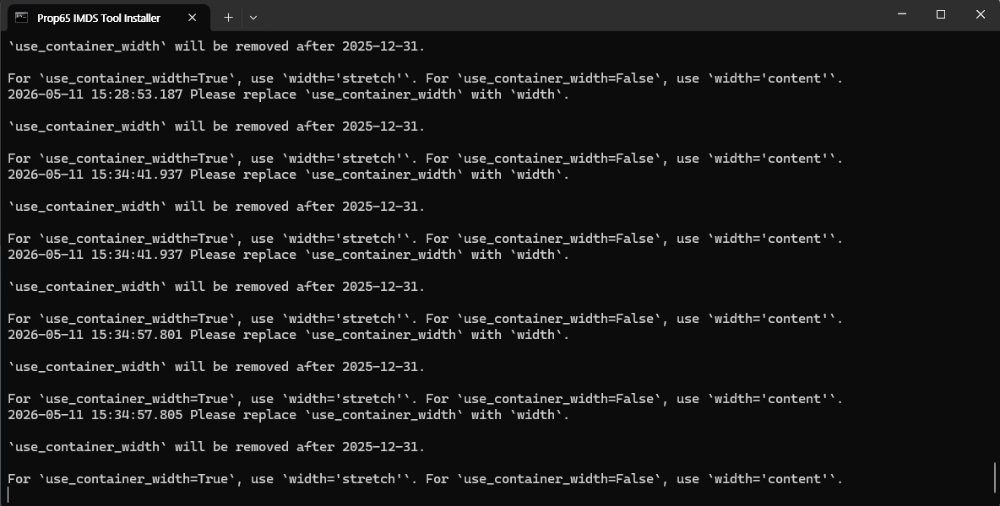 Prop65 IMDS Tool Installer
`use_container_width` will be removed after 2025-12-31.
For `use_container_width=True`, use `width='stretch'`. For `use_container_width=False`, use `width='content'`.
2026-05-11 15:28:53.187 Please replace `use_container_width` with `width`.
`use_container_width` will be removed after 2025-12-31.
For `use_container_width=True`, use `width='stretch'`. For `use_container_width=False`, use `width='content'`.
2026-05-11 15:34:41.937 Please replace `use_container_width` with `width`.
`use_container_width` will be removed after 2025-12-31.
For `use_container_width=True`, use `width='stretch'`. For `use_container_width=False`, use `width='content'`.
2026-05-11 15:34:41.937 Please replace `use_container_width` with `width`.
`use_container_width` will be removed after 2025-12-31.
For `use_container_width=True`, use `width='stretch'`. For `use_container_width=False`, use `width='content'`.
2026-05-11 15:34:57.801 Please replace `use_container_width` with `width`.
`use_container_width` will be removed after 2025-12-31.
For `use_container_width=True`, use `width='stretch'`. For `use_container_width=False`, use `width='content'`.
2026-05-11 15:34:57.805 Please replace `use_container_width` with `width`.
`use_container_width` will be removed after 2025-12-31.
For `use_container_width=True`, use `width='stretch'`. For `use_container_width=False`, use `width='content'`.